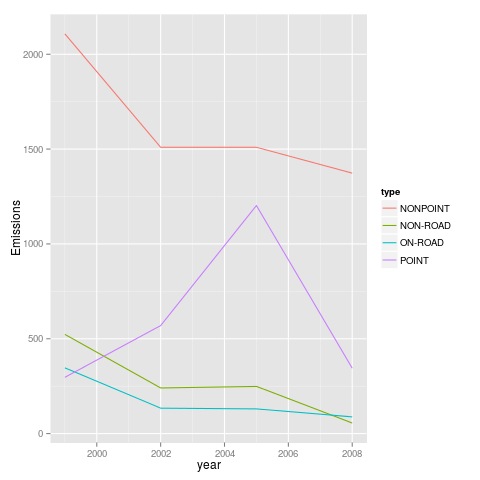 2000
1500
1000
500
0
Emissions
2000
2002
2004
2006
2008
year
type
NONPOINT
NON-ROAD
ON-ROAD
POINT